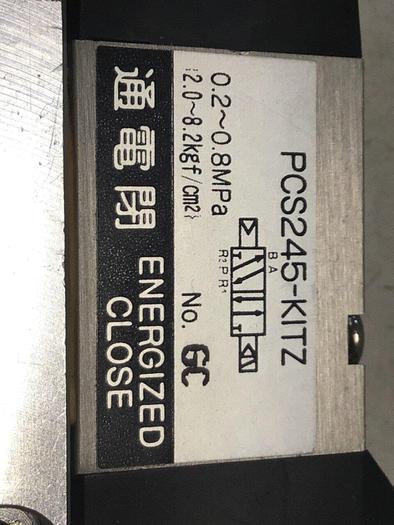 PCS245-KITZ
B A
R2 P R1
0.2~0.8MPa
{2.0~8.2kgf/cm2}
No. GC
通電閉
ENERGIZED
CLOSE